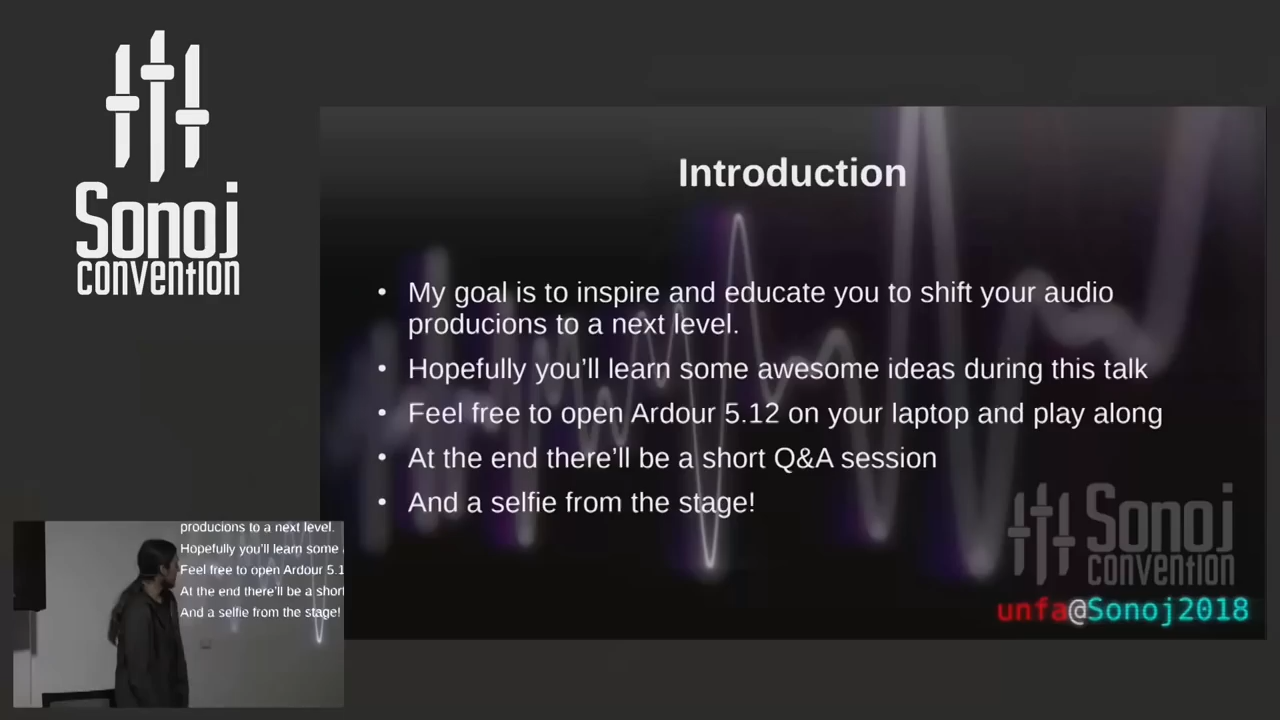 Sonoj
convention
Introduction
• My goal is to inspire and educate you to shift your audio
producions to a next level.
• Hopefully you’ll learn some awesome ideas during this talk
• Feel free to open Ardour 5.12 on your laptop and play along
• At the end there’ll be a short Q&A session
• And a selfie from the stage!
Sonoj
convention
unfa@Sonoj2018
producions to a next level.
Hopefully you’ll learn some
Feel free to open Ardour 5.1
At the end there’ll be a short
And a selfie from the stage!